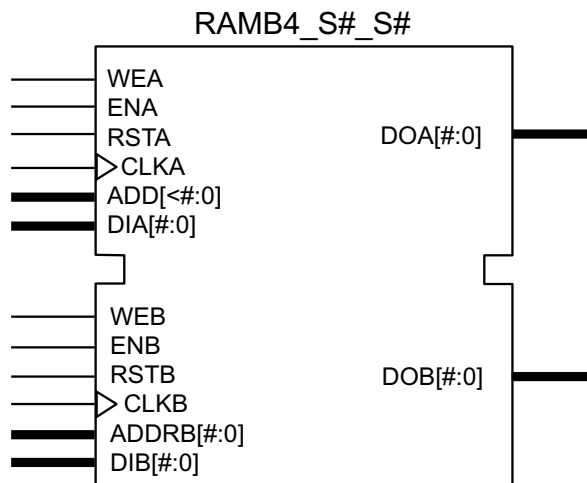 RAMB4_S#_S#
WEA
ENA
RSTA
CLKA
ADD[<#:0]
DIA[#:0]
DOA[#:0]
WEB
ENB
RSTB
CLKB
ADDRB[#:0]
DIB[#:0]
DOB[#:0]